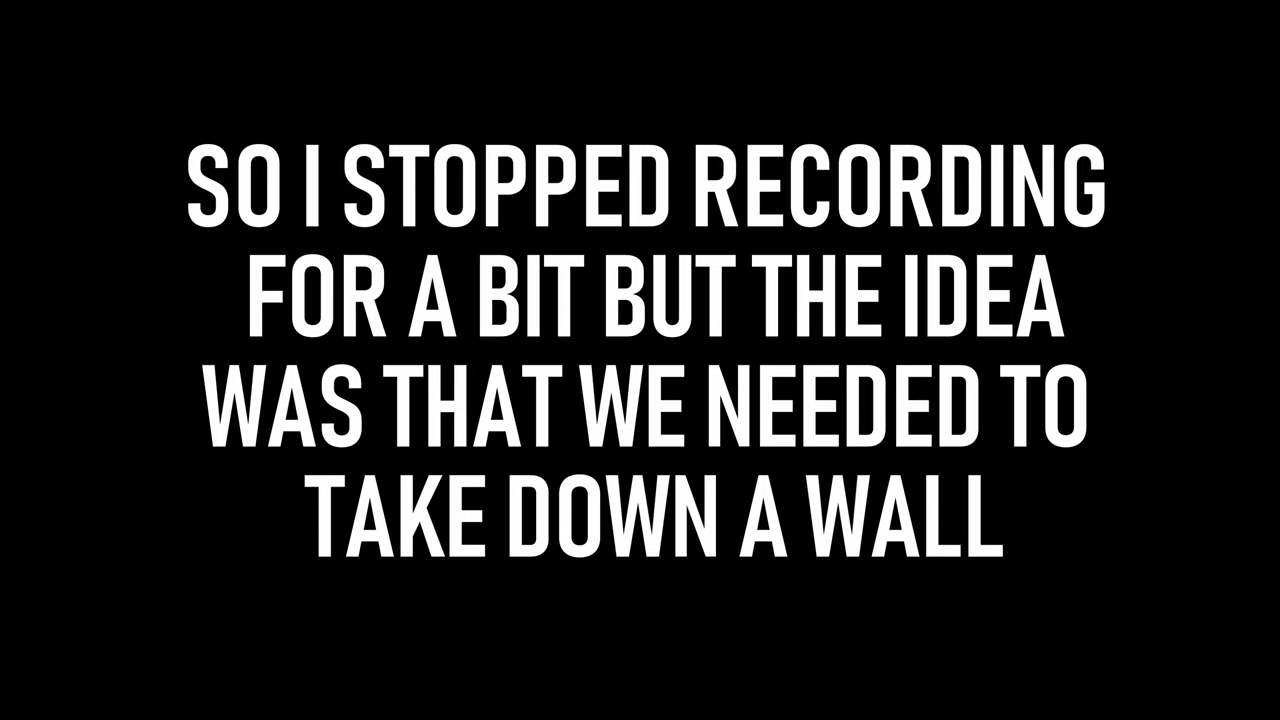 SO I STOPPED RECORDING
FOR A BIT BUT THE IDEA
WAS THAT WE NEEDED TO
TAKE DOWN A WALL